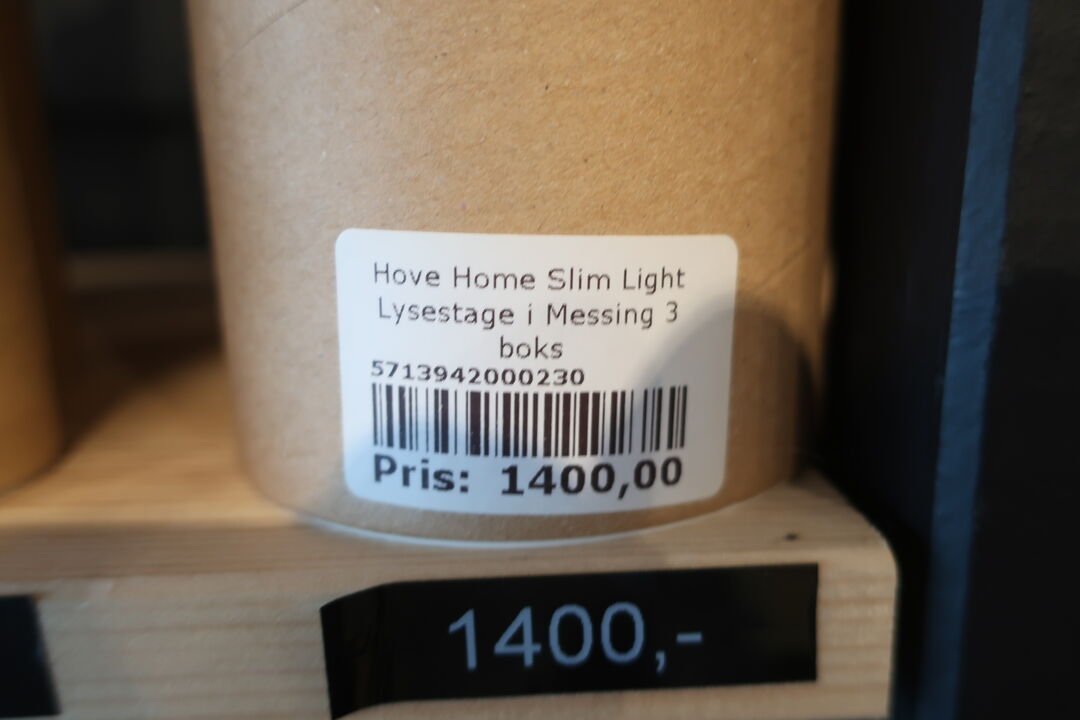 Hove Home Slim Light
Lysestage i Messing 3
boks
5713942000230
Pris: 1400,00
1400,-